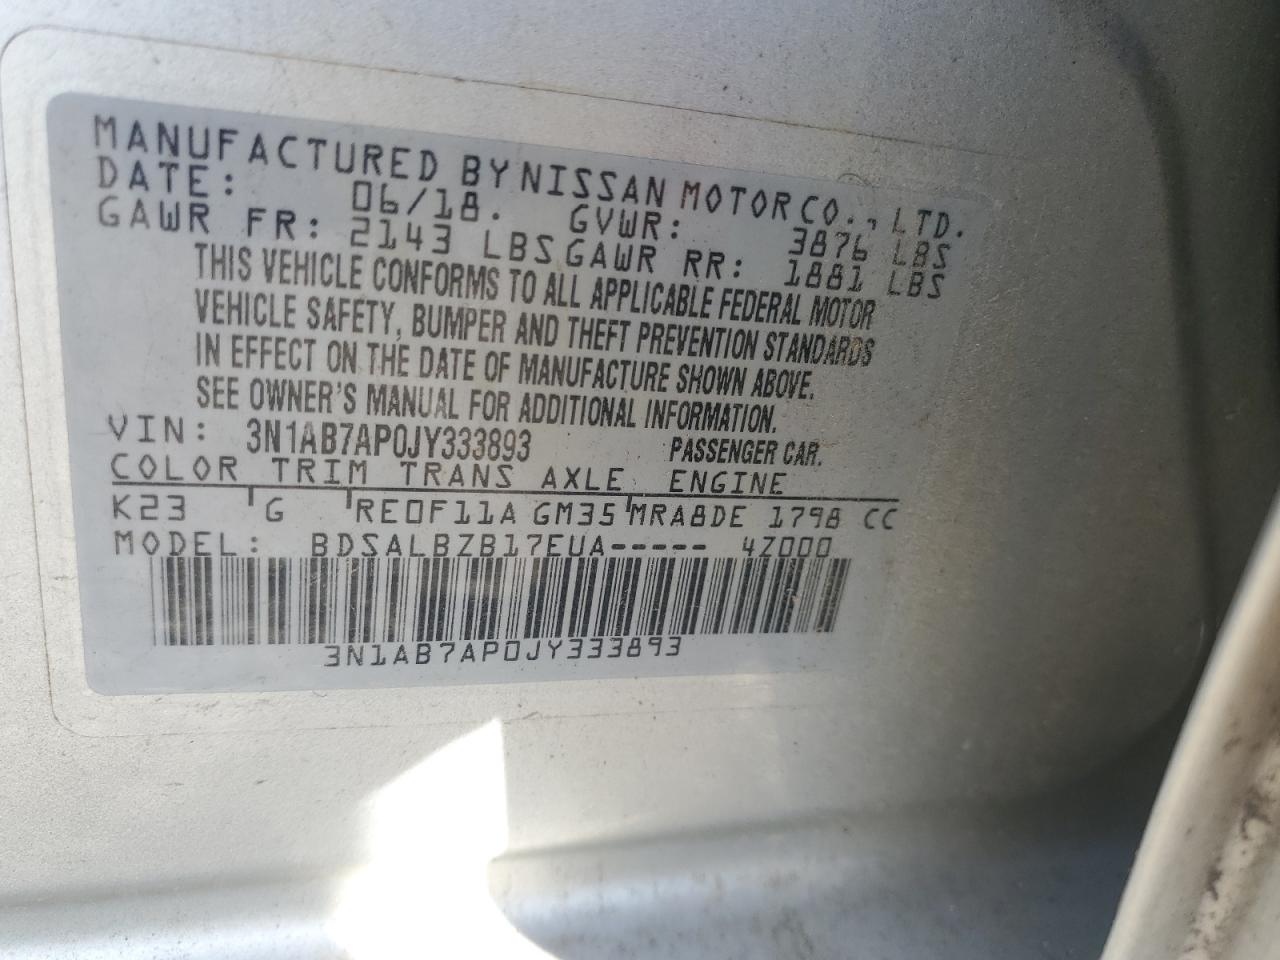 MANUFACTURED BY NISSAN MOTOR CO., LTD.
DATE: 06/18. GVWR: 3876 LBS
GAWR FR: 2143 LBS GAWR RR: 1881 LBS
THIS VEHICLE CONFORMS TO ALL APPLICABLE FEDERAL MOTOR
VEHICLE SAFETY, BUMPER AND THEFT PREVENTION STANDARDS
IN EFFECT ON THE DATE OF MANUFACTURE SHOWN ABOVE.
SEE OWNER'S MANUAL FOR ADDITIONAL INFORMATION.
VIN: 3N1AB7AP0JY333893 PASSENGER CAR.
COLOR TRIM TRANS AXLE ENGINE
K23 G RE0F11A GM35 MRA8DE 1798 CC
MODEL: BDSALBZB17EUA----- 4Z000
3N1AB7AP0JY333893